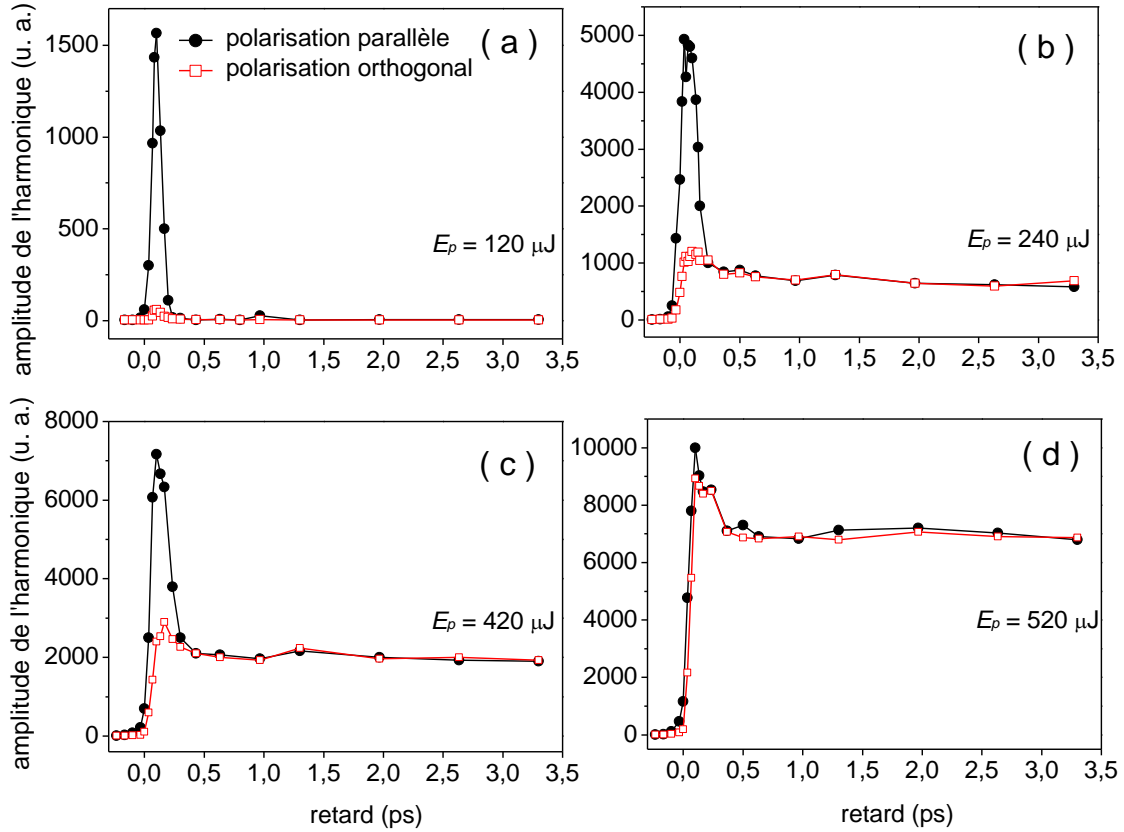 amplitude de l'harmonique (u. a.)
1500
1000
500
0
polarisation parallèle
polarisation orthogonal
( a )
Ep = 120 μJ
0,0 0,5 1,0 1,5 2,0 2,5 3,0 3,5
5000
4000
3000
2000
1000
0
( b )
Ep = 240 μJ
0,0 0,5 1,0 1,5 2,0 2,5 3,0 3,5
amplitude de l'harmonique (u. a.)
8000
6000
4000
2000
0
( c )
Ep = 420 μJ
0,0 0,5 1,0 1,5 2,0 2,5 3,0 3,5
retard (ps)
10000
8000
6000
4000
2000
0
( d )
Ep = 520 μJ
0,0 0,5 1,0 1,5 2,0 2,5 3,0 3,5
retard (ps)